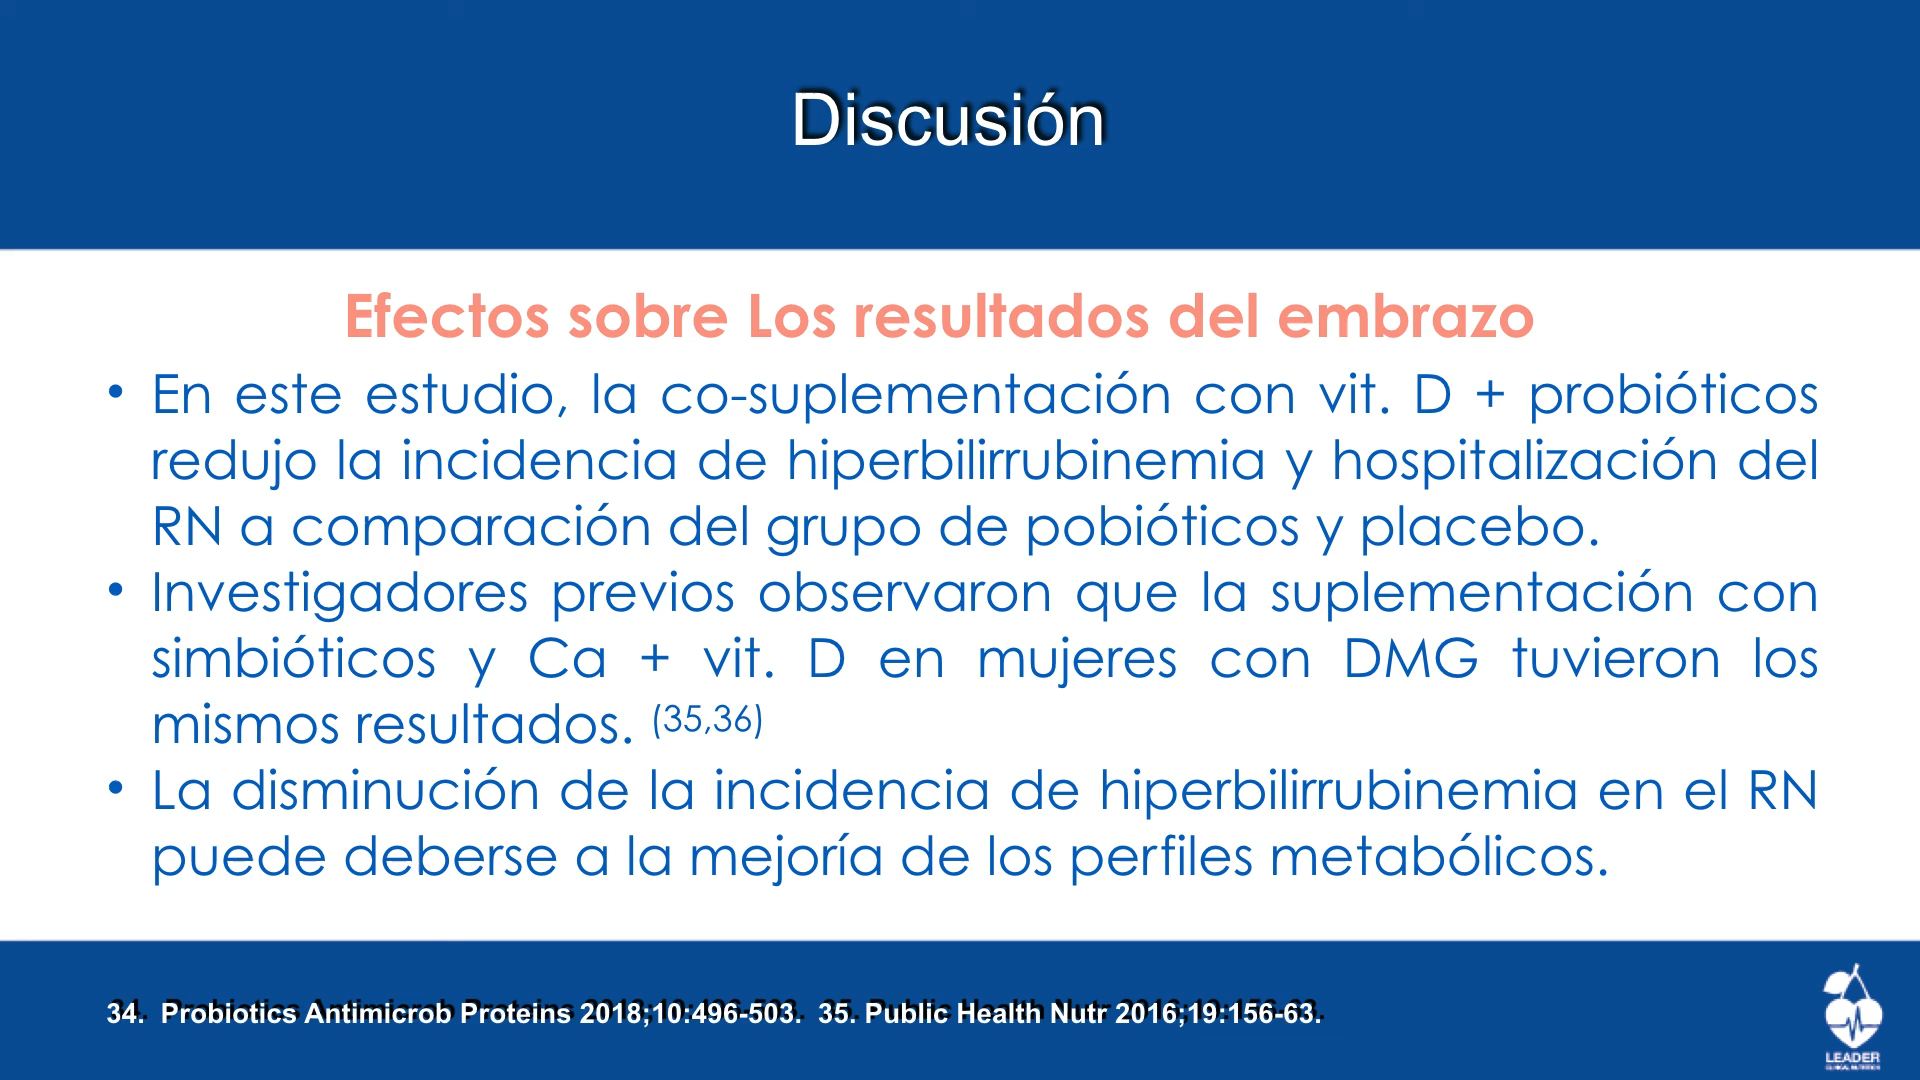 Discusión
Efectos sobre Los resultados del embrazo
• En este estudio, la co-suplementación con vit. D + probióticos
redujo la incidencia de hiperbilirrubinemia y hospitalización del
RN a comparación del grupo de pobióticos y placebo.
• Investigadores previos observaron que la suplementación con
simbióticos y Ca + vit. D en mujeres con DMG tuvieron los
mismos resultados. (35,36)
• La disminución de la incidencia de hiperbilirrubinemia en el RN
puede deberse a la mejoría de los perfiles metabólicos.
34. Probiotics Antimicrob Proteins 2018;10:496-503. 35. Public Health Nutr 2016;19:156-63.
LEADER
CLINICAL NUTRITION